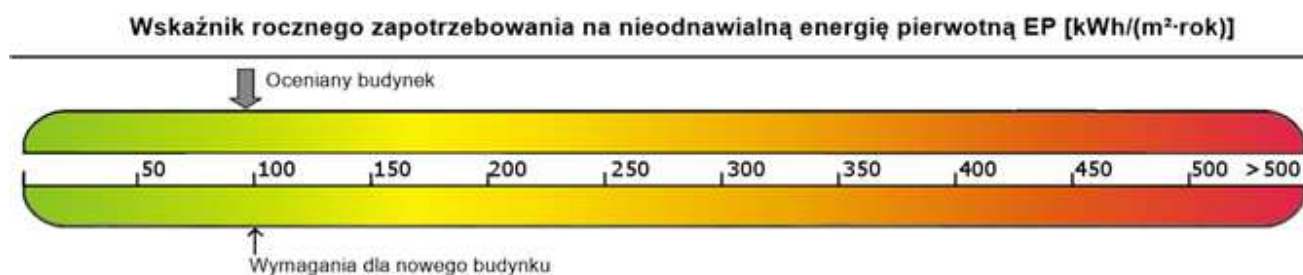 Wskaźnik rocznego zapotrzebowania na nieodnawialną energię pierwotną EP [kWh/(m²·rok)]
Oceniany budynek
50 100 150 200 250 300 350 400 450 500 >500
Wymagania dla nowego budynku